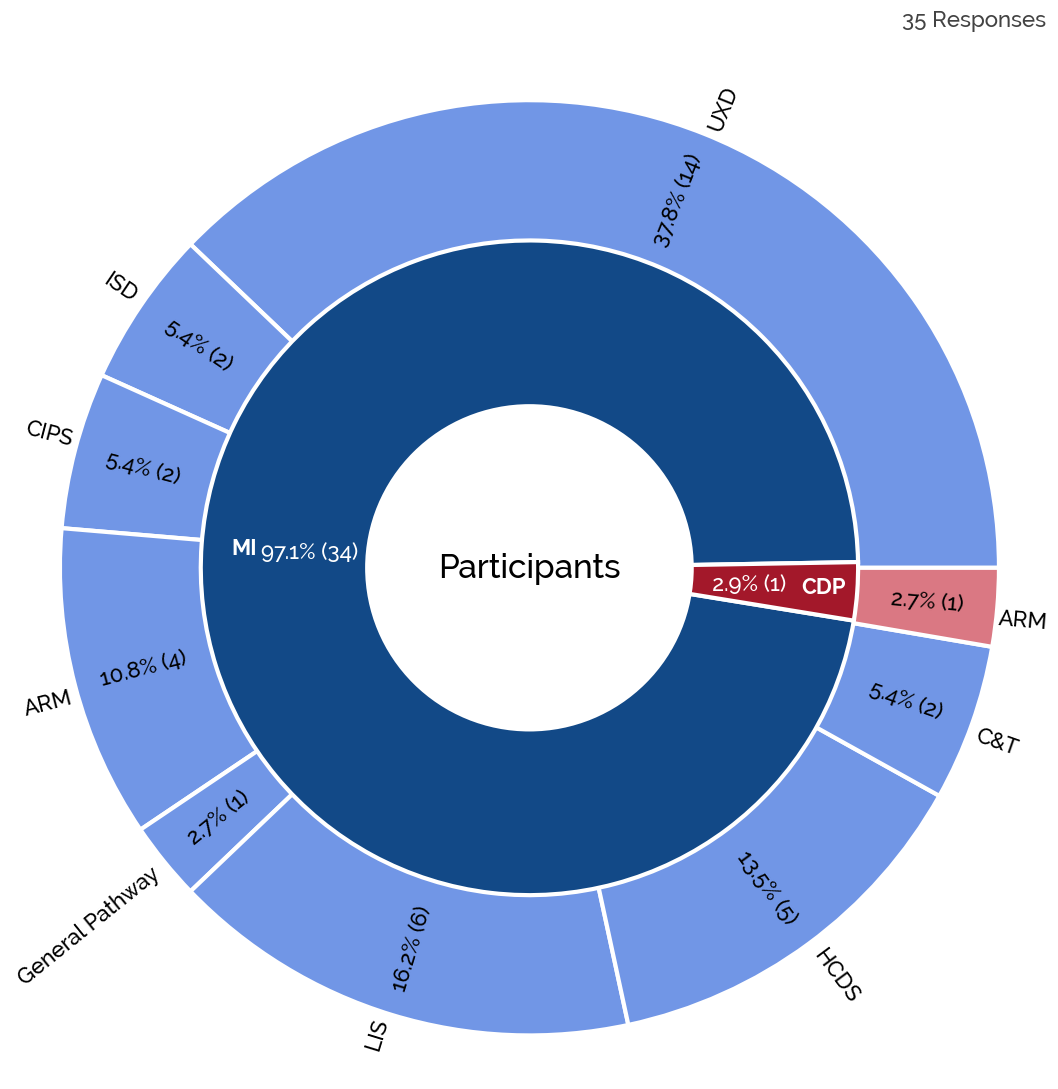 35 Responses
UXD
37.8% (14)
ISD
5.4% (2)
CIPS
5.4% (2)
MI 97.1% (34)
Participants
2.9% (1) CDP
2.7% (1)
ARM
5.4% (2)
C&T
10.8% (4)
ARM
2.7% (1)
General Pathway
13.5% (5)
HCDS
16.2% (6)
LIS